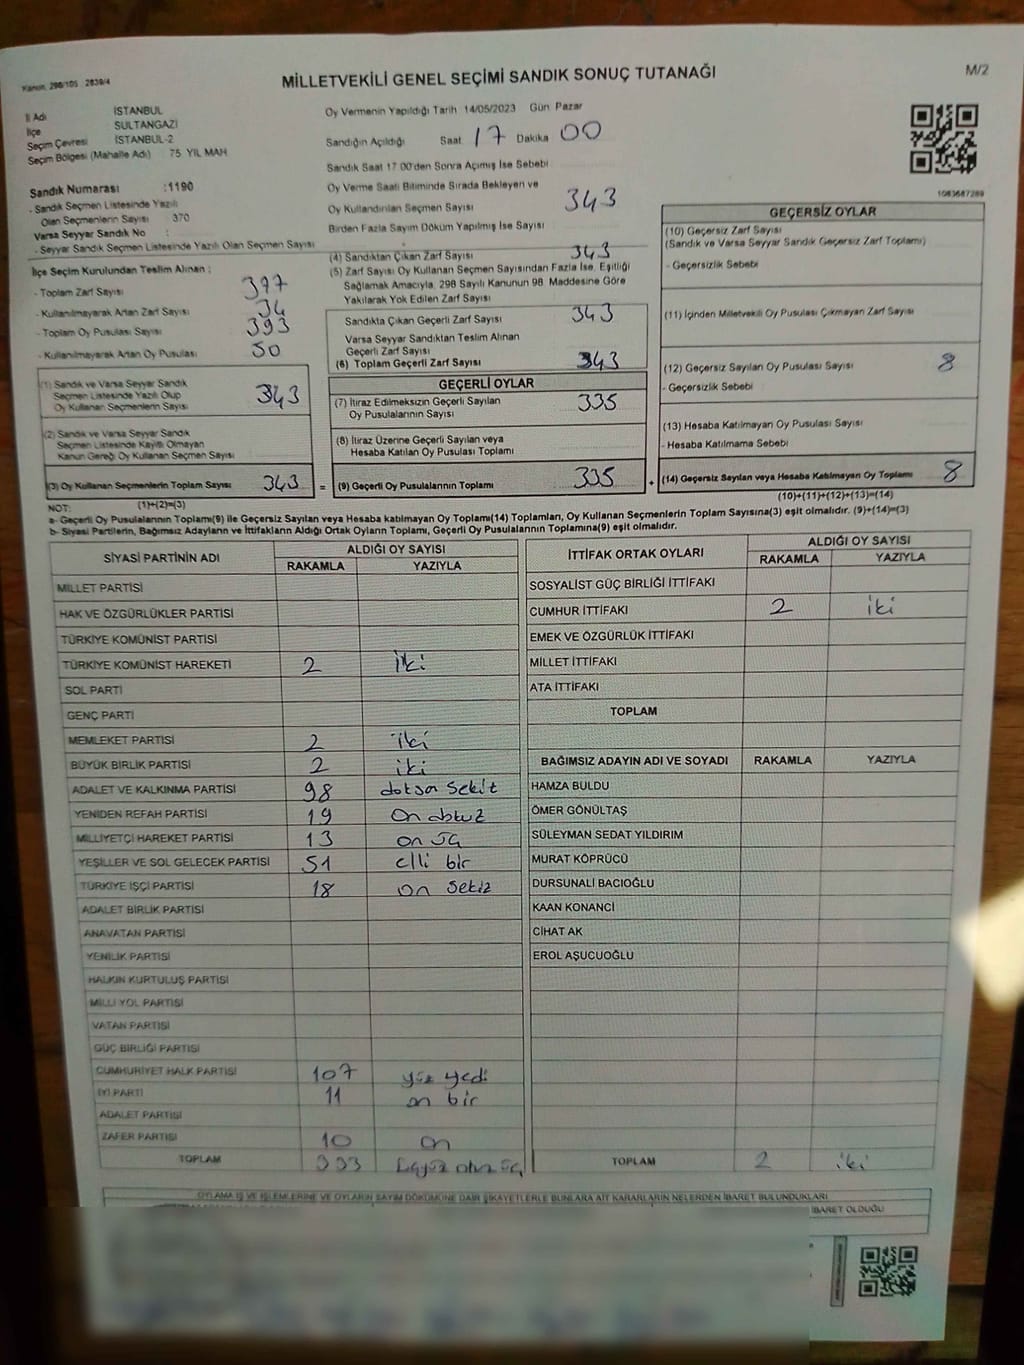 Kanun, 298/105 2839/4
MİLLETVEKİLİ GENEL SEÇİMİ SANDIK SONUÇ TUTANAĞI
M/2
İl Adı İSTANBUL
İlçe SULTANGAZİ
Seçim Çevresi İSTANBUL-2
Seçim Bölgesi (Mahalle Adı) 75 YIL MAH
Sandık Numarası :1190
- Sandık Seçmen Listesinde Yazılı
Olan Seçmenlerin Sayısı 370
Varsa Seyyar Sandık No :
- Seyyar Sandık Seçmen Listesinde Yazılı Olan Seçmen Sayısı
Oy Vermenin Yapıldığı Tarih 14/05/2023 Gün Pazar
Sandığın Açıldığı Saat 17 Dakika 00
Sandık Saat 17.00'den Sonra Açımış İse Sebebi
Oy Verme Saati Bitiminde Sırada Bekleyen ve
Oy Kullandırılan Seçmen Sayısı 343
Birden Fazla Sayım Döküm Yapılmış İse Sayısı
1083687289
İlçe Seçim Kurulundan Teslim Alınan :
- Toplam Zarf Sayısı 377
- Kullanılmayarak Artan Zarf Sayısı 34
- Toplam Oy Pusulası Sayısı 393
- Kullanılmayarak Artan Oy Pusulası 50
(1) Sandık ve Varsa Seyyar Sandık
Seçmen Listesinde Yazılı Olup
Oy Kullanan Seçmenlerin Sayısı 343
(2) Sandık ve Varsa Seyyar Sandık
Seçmen Listesinde Kayıtlı Olmayan
Kanun Gereği Oy Kullanan Seçmen Sayısı
(3) Oy Kullanan Seçmenlerin Toplam Sayısı 343 =
(1)+(2)=(3)
(4) Sandıktan Çıkan Zarf Sayısı 343
(5) Zarf Sayısı Oy Kullanan Seçmen Sayısından Fazla İse, Eşitliği
Sağlamak Amacıyla, 298 Sayılı Kanunun 98. Maddesine Göre
Yakılarak Yok Edilen Zarf Sayısı
Sandıkta Çıkan Geçerli Zarf Sayısı 343
Varsa Seyyar Sandıktan Teslim Alınan
Geçerli Zarf Sayısı
(6) Toplam Geçerli Zarf Sayısı 343
GEÇERLİ OYLAR
(7) İtiraz Edilmeksizin Geçerli Sayılan
Oy Pusulalarının Sayısı 335
(8) İtiraz Üzerine Geçerli Sayılan veya
Hesaba Katılan Oy Pusulası Toplamı
(9) Geçerli Oy Pusulalarının Toplamı 335 +
GEÇERSİZ OYLAR
(10) Geçersiz Zarf Sayısı
(Sandık ve Varsa Seyyar Sandık Geçersiz Zarf Toplamı)
- Geçersizlik Sebebi
(11) İçinden Milletvekili Oy Pusulası Çıkmayan Zarf Sayısı
(12) Geçersiz Sayılan Oy Pusulası Sayısı 8
- Geçersizlik Sebebi
(13) Hesaba Katılmayan Oy Pusulası Sayısı
- Hesaba Katılmama Sebebi
(14) Geçersiz Sayılan veya Hesaba Katılmayan Oy Toplamı 8
(10)+(11)+(12)+(13)=(14)
NOT:
a- Geçerli Oy Pusulalarının Toplamı(9) ile Geçersiz Sayılan veya Hesaba katılmayan Oy Toplamı(14) Toplamları, Oy Kullanan Seçmenlerin Toplam Sayısına(3) eşit olmalıdır. (9)+(14)=(3)
b- Siyasi Partilerin, Bağımsız Adayların ve İttifakların Aldığı Ortak Oyların Toplamı, Geçerli Oy Pusulalarının Toplamına(9) eşit olmalıdır.
SİYASİ PARTİNİN ADI ALDIĞI OY SAYISI
RAKAMLA YAZIYLA
MİLLET PARTİSİ
HAK VE ÖZGÜRLÜKLER PARTİSİ
TÜRKİYE KOMÜNİST PARTİSİ
TÜRKİYE KOMÜNİST HAREKETİ 2 iki
SOL PARTİ
GENÇ PARTİ
MEMLEKET PARTİSİ 2 iki
BÜYÜK BİRLİK PARTİSİ 2 iki
ADALET VE KALKINMA PARTİSİ 98 doksan sekiz
YENİDEN REFAH PARTİSİ 19 on dokuz
MİLLİYETÇİ HAREKET PARTİSİ 13 on üç
YEŞİLLER VE SOL GELECEK PARTİSİ 51 elli bir
TÜRKİYE İŞÇİ PARTİSİ 18 on sekiz
ADALET BİRLİK PARTİSİ
ANAVATAN PARTİSİ
YENİLİK PARTİSİ
HALKIN KURTULUŞ PARTİSİ
MİLLİ YOL PARTİSİ
VATAN PARTİSİ
GÜÇ BİRLİĞİ PARTİSİ
CUMHURİYET HALK PARTİSİ 107 yüz yedi
İYİ PARTİ 11 on bir
ADALET PARTİSİ
ZAFER PARTİSİ 10 on
TOPLAM 333 üçyüz otuz üç
İTTİFAK ORTAK OYLARI ALDIĞI OY SAYISI
RAKAMLA YAZIYLA
SOSYALİST GÜÇ BİRLİĞİ İTTİFAKI
CUMHUR İTTİFAKI 2 iki
EMEK VE ÖZGÜRLÜK İTTİFAKI
MİLLET İTTİFAKI
ATA İTTİFAKI
TOPLAM
BAĞIMSIZ ADAYIN ADI VE SOYADI RAKAMLA YAZIYLA
HAMZA BULDU
ÖMER GÖNÜLTAŞ
SÜLEYMAN SEDAT YILDIRIM
MURAT KÖPRÜCÜ
DURSUNALİ BACIOĞLU
KAAN KONANCİ
CİHAT AK
EROL AŞUCUOĞLU
TOPLAM 2 iki
OYLAMA İŞ VE İŞLEMLERİNE VE OYLARIN SAYIM DÖKÜMÜNE DAİR ŞİKAYETLERLE BUNLARA AİT KARARLARIN NELERDEN İBARET BULUNDUKLARI
İBARET OLDUĞU